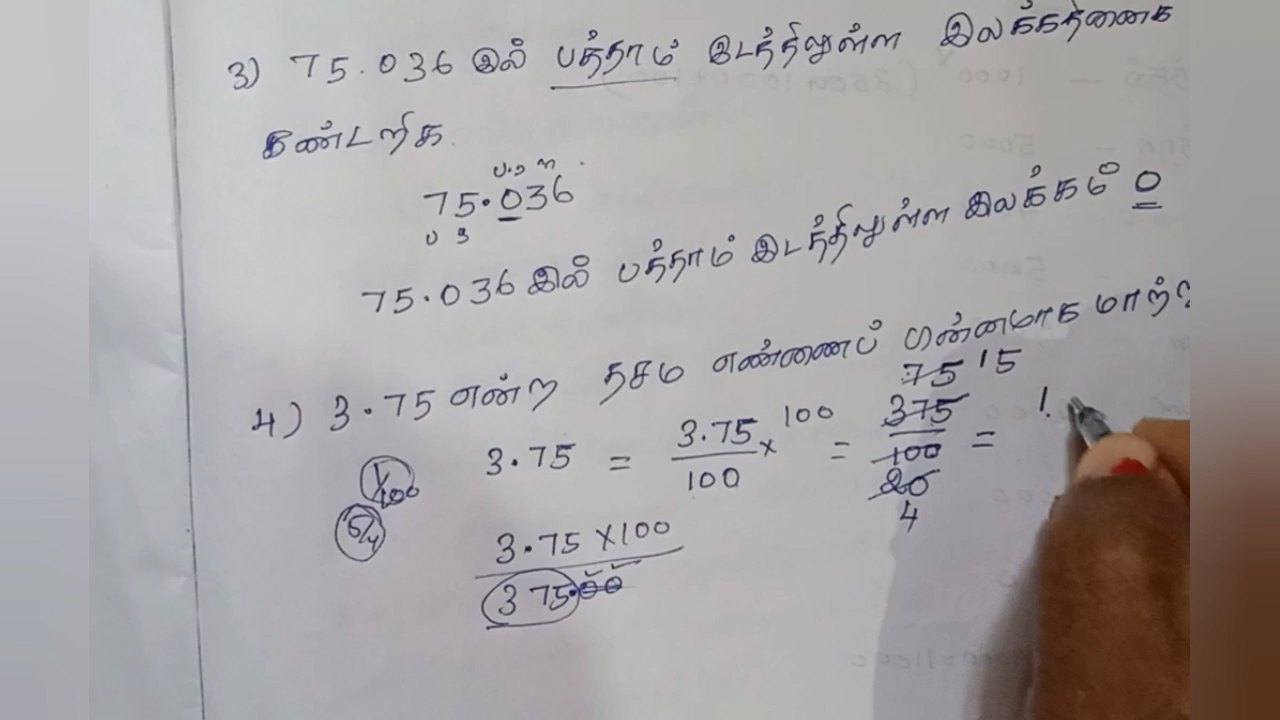 3) 75.036 இல் பத்தாம் இடத்திலுள்ள இலக்கத்தினைக்
கண்டறிக
75.036
75.036 இல் பத்தாம் இடத்திலுள்ள இலக்கம் 0
4) 3.75 என்ற தசம எண்ணைப் பின்னமாக
3.75 = 3.75/100 x 100 = 375/100 =
75 15
20
4
1/100
5/4
3.75 X 100
375.00